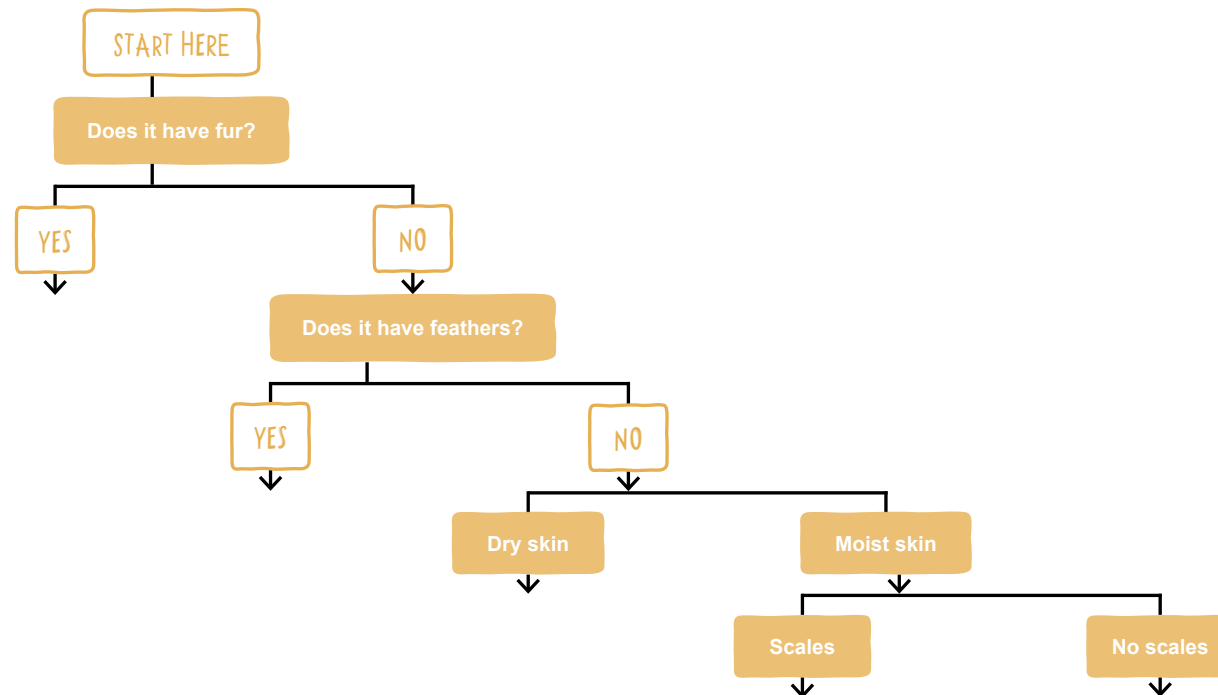 START HERE
Does it have fur?
YES
NO
Does it have feathers?
YES
NO
Dry skin
Moist skin
Scales
No scales